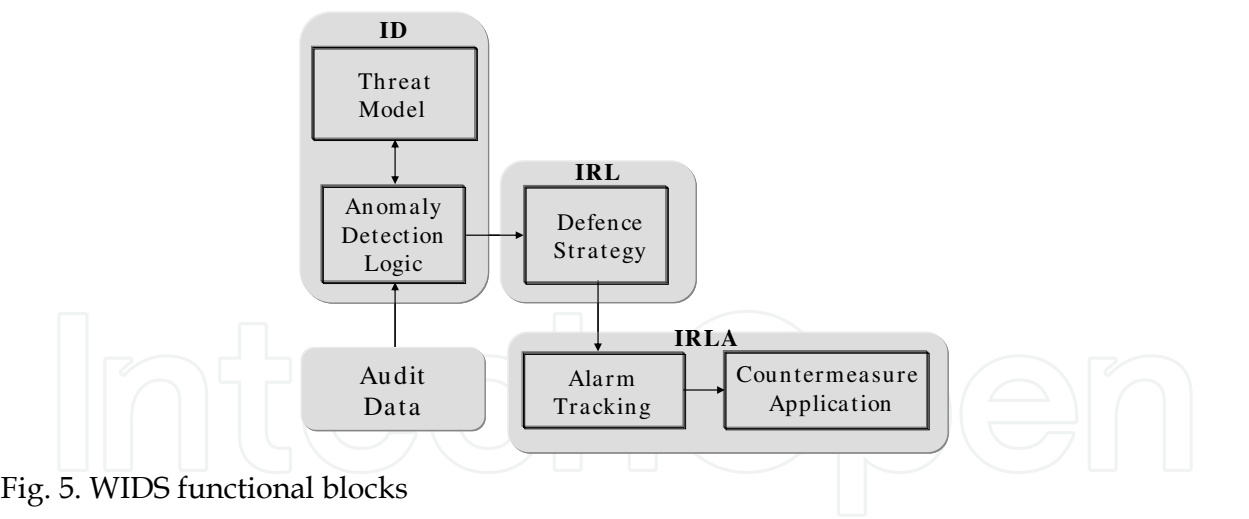 ID
Threat
Model
IRL
Anomaly
Detection
Logic
Defence
Strategy
IRLA
Audit
Data
Alarm
Tracking
Countermeasure
Application
IntechOpen
Fig. 5. WIDS functional blocks